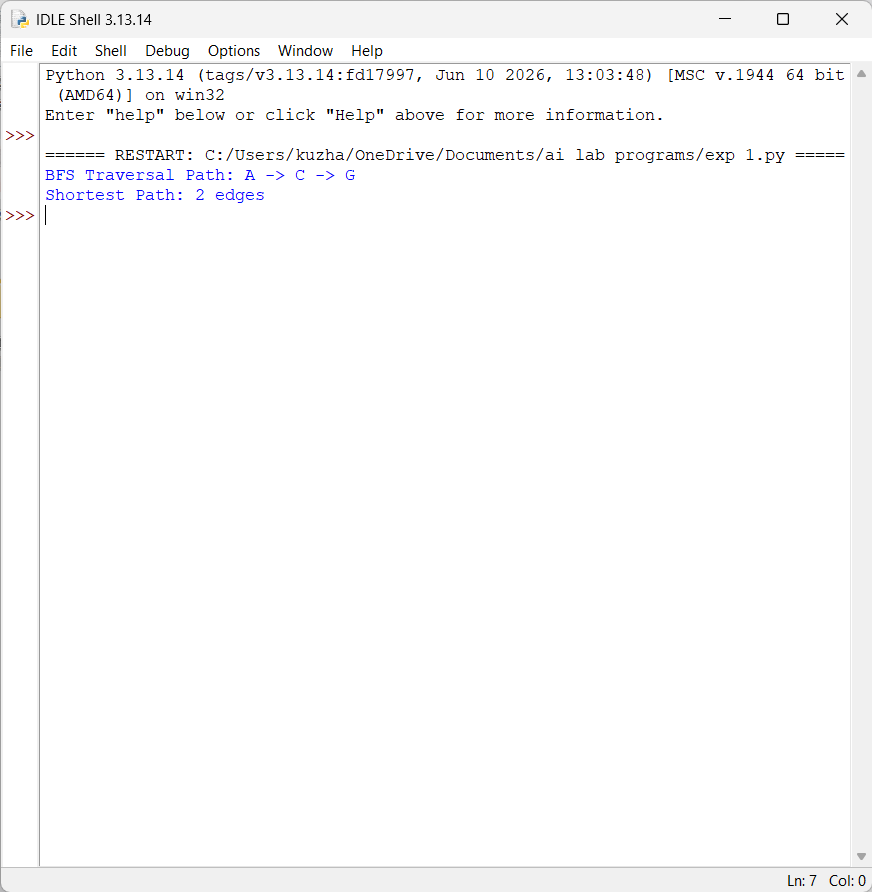 IDLE Shell 3.13.14
File Edit Shell Debug Options Window Help
Python 3.13.14 (tags/v3.13.14:fd17997, Jun 10 2026, 13:03:48) [MSC v.1944 64 bit
(AMD64)] on win32
Enter "help" below or click "Help" above for more information.
>>>
====== RESTART: C:/Users/kuzha/OneDrive/Documents/ai lab programs/exp 1.py =====
BFS Traversal Path: A -> C -> G
Shortest Path: 2 edges
>>>
Ln: 7 Col: 0